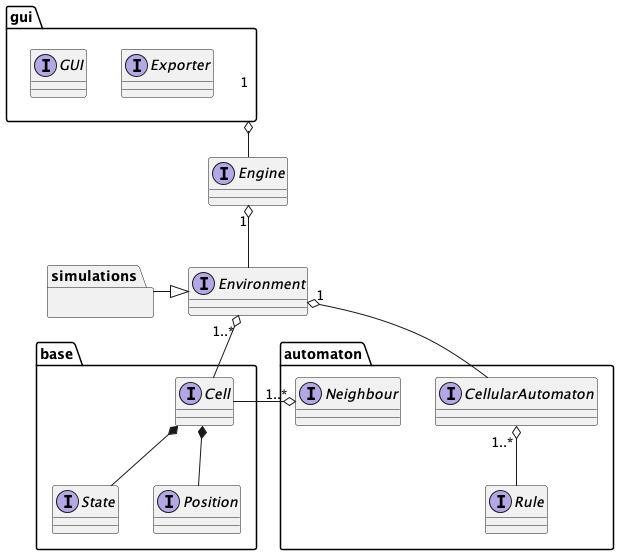 gui
I GUI
I Exporter
1
I Engine
1
simulations
I Environment
1
1..*
base
automaton
I Cell
1..*
I Neighbour
I CellularAutomaton
1..*
I State
I Position
I Rule